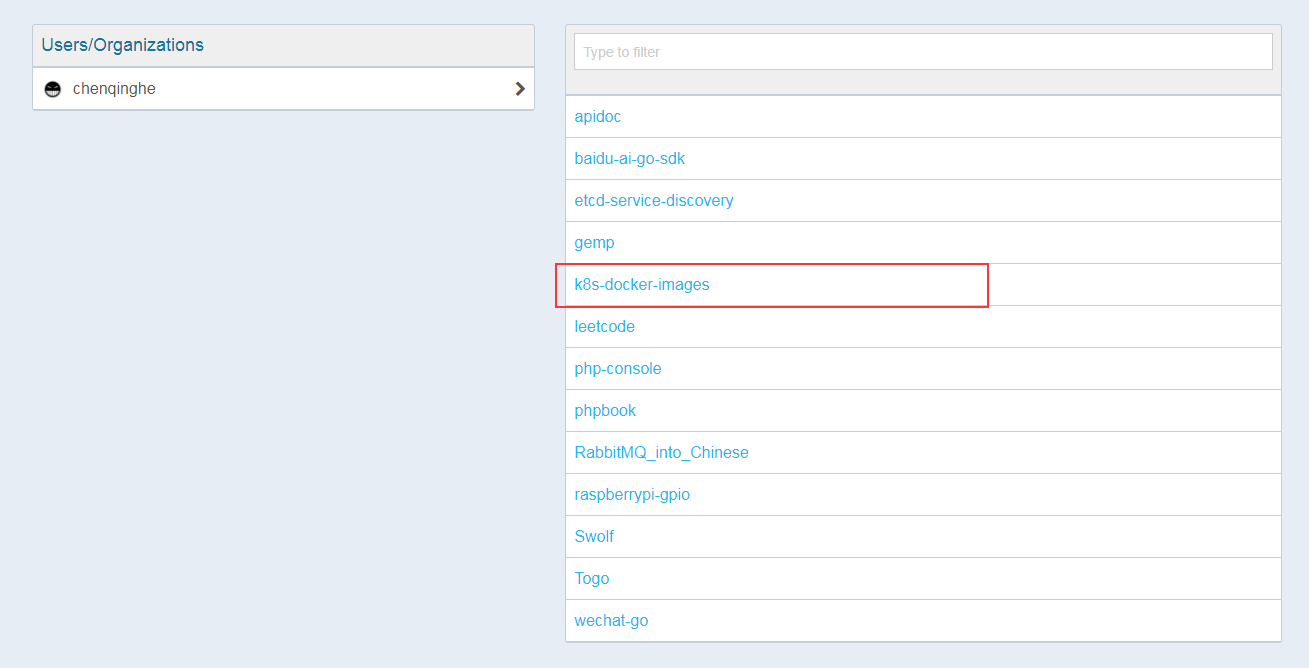 Users/Organizations
chenqinghe
Type to filter
apidoc
baidu-ai-go-sdk
etcd-service-discovery
gemp
k8s-docker-images
leetcode
php-console
phpbook
RabbitMQ_into_Chinese
raspberrypi-gpio
Swolf
Togo
wechat-go